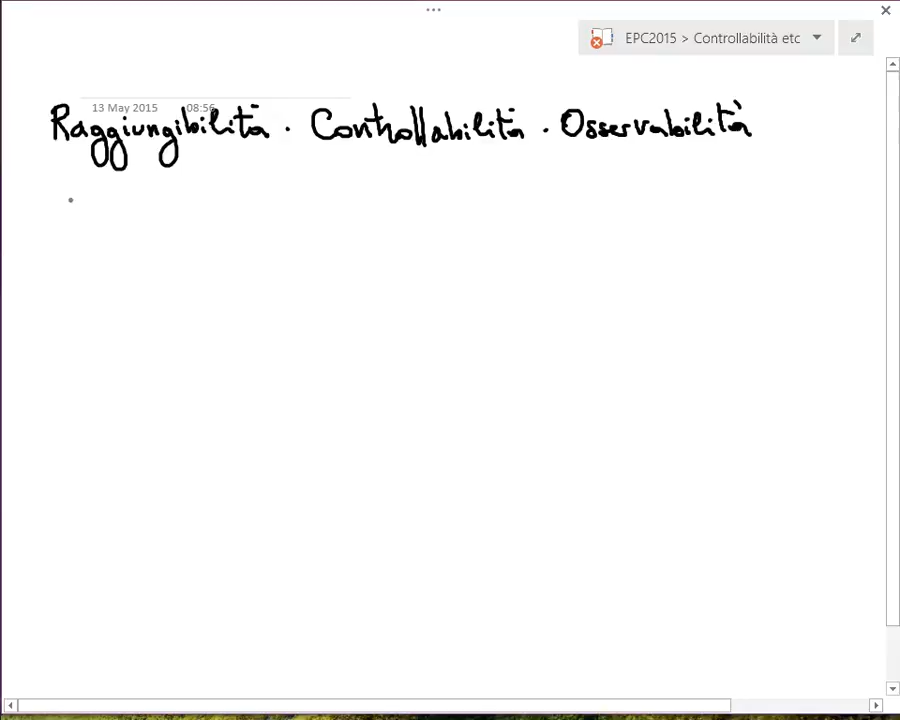 EPC2015 > Controllabilità etc
13 May 2015 08:56
Raggiungibilità · Controllabilità · Osservabilità